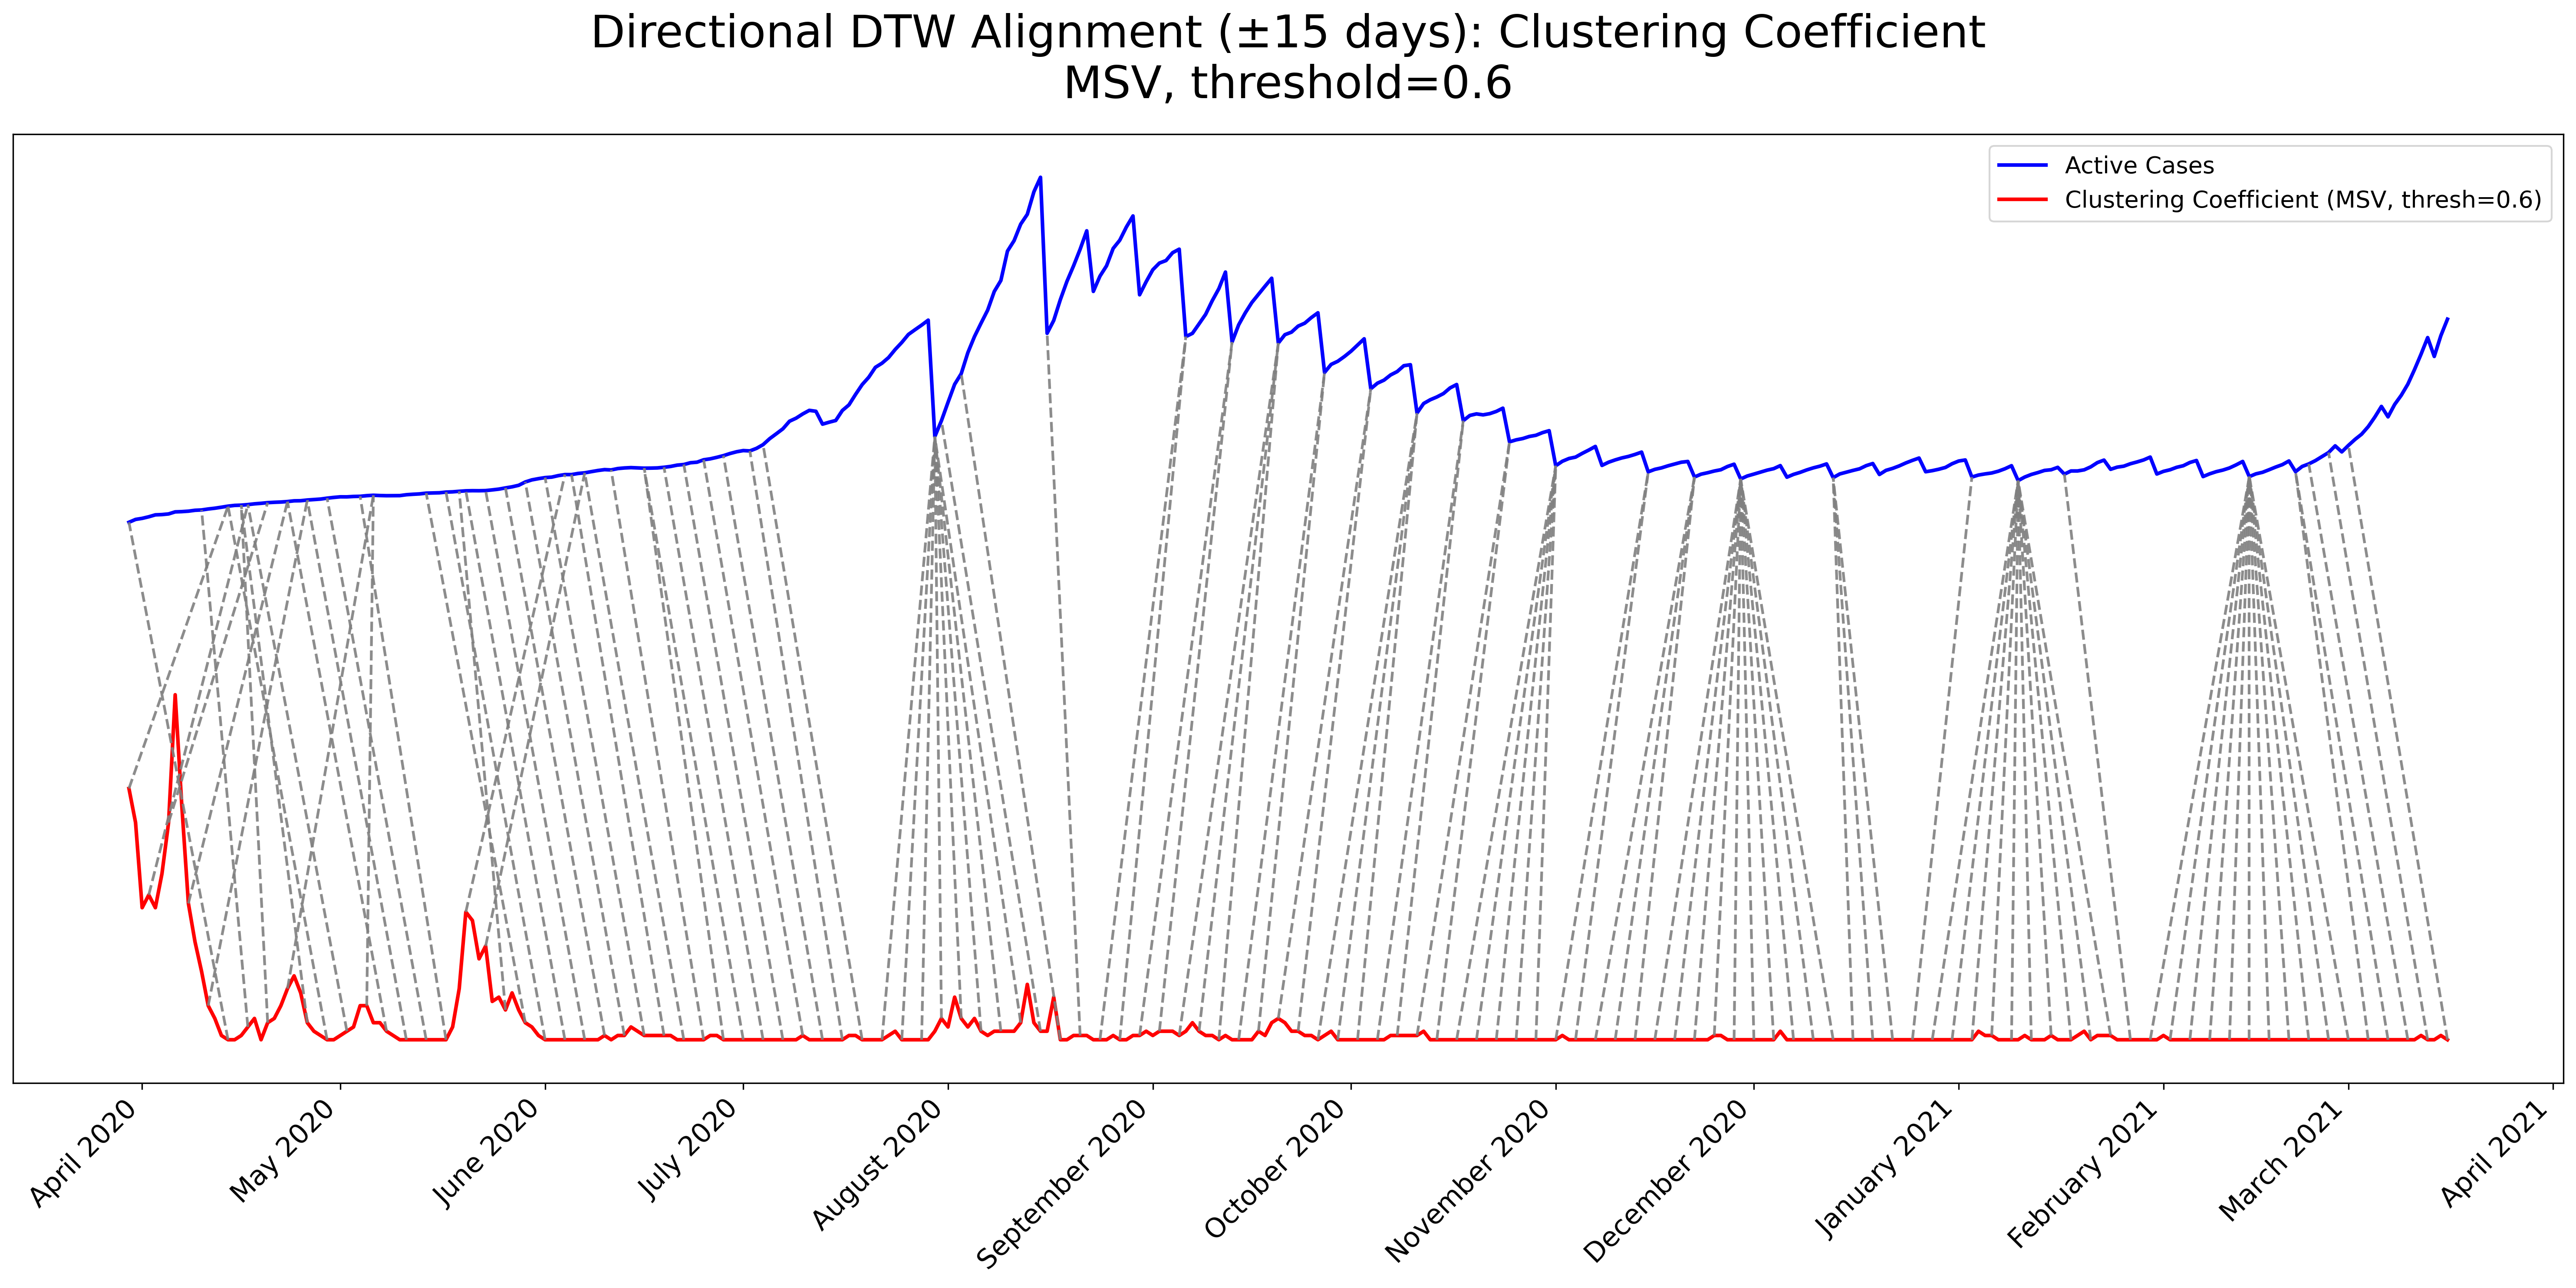 Directional DTW Alignment (±15 days): Clustering Coefficient
MSV, threshold=0.6
Active Cases
Clustering Coefficient (MSV, thresh=0.6)
April 2020
May 2020
June 2020
July 2020
August 2020
September 2020
October 2020
November 2020
December 2020
January 2021
February 2021
March 2021
April 2021